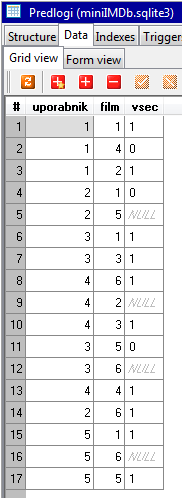 Predlogi (miniIMDb.sqlite3)
Structure Data Indexes Trigger
Grid view Form view
# uporabnik film vsec
1 1 1 1
2 1 4 0
3 1 2 1
4 2 1 0
5 2 5 NULL
6 3 1 1
7 3 3 1
8 4 6 1
9 4 2 NULL
10 4 3 1
11 3 5 0
12 3 6 NULL
13 4 4 1
14 2 6 1
15 5 1 1
16 5 6 NULL
17 5 5 1